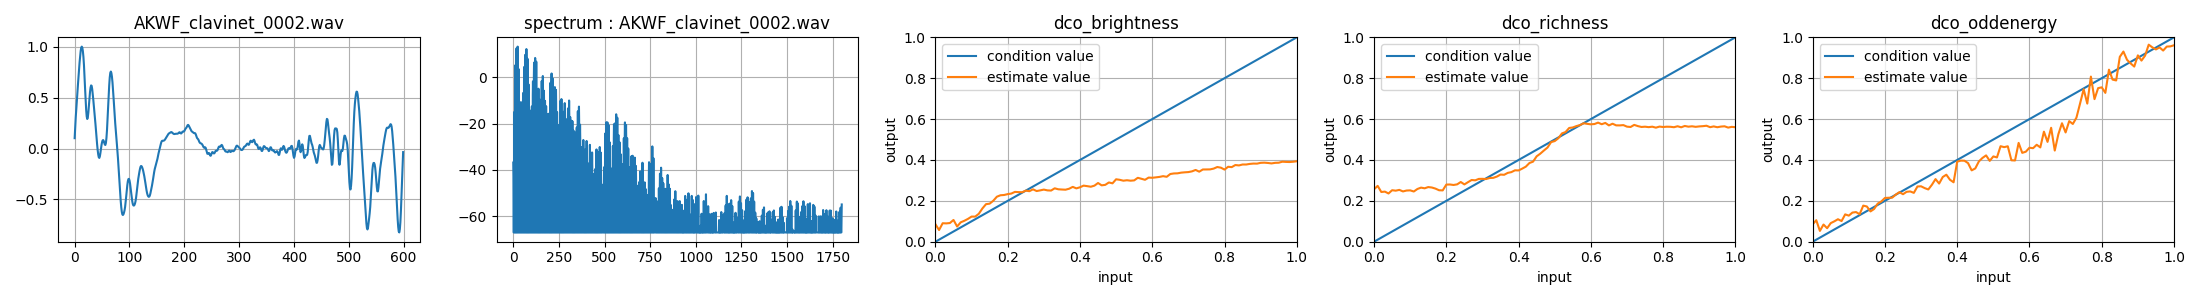 AKWF_clavinet_0002.wav
1.0
0.5
0.0
−0.5
0 100 200 300 400 500 600
spectrum : AKWF_clavinet_0002.wav
0
−20
−40
−60
0 250 500 750 1000 1250 1500 1750
dco_brightness
condition value
estimate value
output
1.0
0.8
0.6
0.4
0.2
0.0
0.0 0.2 0.4 0.6 0.8 1.0
input
dco_richness
condition value
estimate value
output
1.0
0.8
0.6
0.4
0.2
0.0
0.0 0.2 0.4 0.6 0.8 1.0
input
dco_oddenergy
condition value
estimate value
output
1.0
0.8
0.6
0.4
0.2
0.0
0.0 0.2 0.4 0.6 0.8 1.0
input